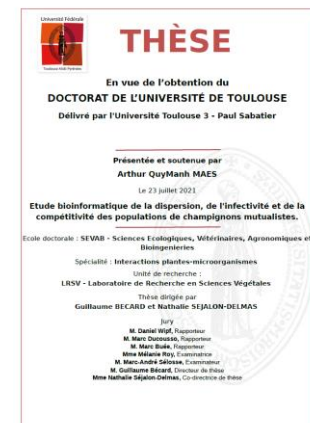 Université Fédérale
Toulouse Midi-Pyrénées
THÈSE
En vue de l'obtention du
DOCTORAT DE L'UNIVERSITÉ DE TOULOUSE
Délivré par l'Université Toulouse 3 - Paul Sabatier
Présentée et soutenue par
Arthur QuyManh MAES
Le 23 juillet 2021
Etude bioinformatique de la dispersion, de l'infectivité et de la
compétitivité des populations de champignons mutualistes.
Ecole doctorale : SEVAB - Sciences Ecologiques, Vétérinaires, Agronomiques et
Bioingenieries
Spécialité : Interactions plantes-microorganismes
Unité de recherche :
LRSV - Laboratoire de Recherche en Sciences Végétales
Thèse dirigée par
Guillaume BECARD et Nathalie SEJALON-DELMAS
Jury
M. Daniel Wipf, Rapporteur
M. Marc Ducousso, Rapporteur
M. Marc Buée, Rapporteur
Mme Mélanie Roy, Examinatrice
M. Marc-André Sélosse, Examinateur
M. Guillaume Bécard, Directeur de thèse
Mme Nathalie Séjalon-Delmas, Co-directrice de thèse